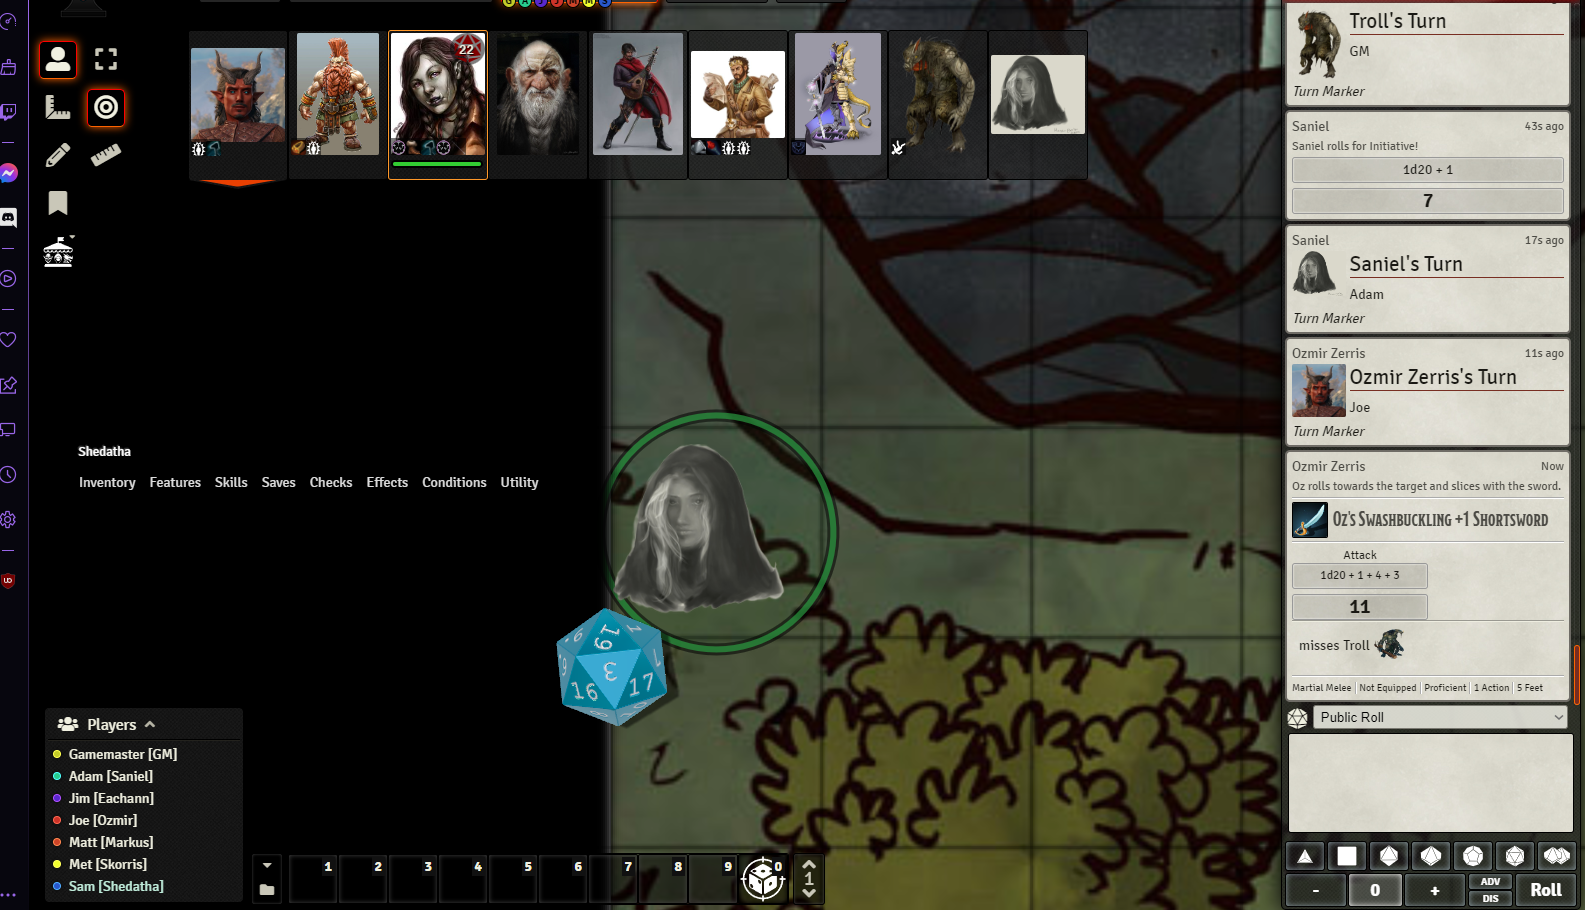 22
Troll's Turn
GM
Turn Marker
Saniel
43s ago
Saniel rolls for Initiative!
1d20 + 1
7
Saniel
17s ago
Saniel's Turn
Adam
Turn Marker
Ozmir Zerris
11s ago
Ozmir Zerris's Turn
Joe
Turn Marker
Ozmir Zerris
Now
Oz rolls towards the target and slices with the sword.
Oz's Swashbuckling +1 Shortsword
Attack
1d20 + 1 + 4 + 3
11
misses Troll
Martial Melee
Not Equipped
Proficient
1 Action
5 Feet
Public Roll
- 0 + ADV DIS Roll
Shedatha
Inventory Features Skills Saves Checks Effects Conditions Utility
19
3
16
17
Players
Gamemaster [GM]
Adam [Saniel]
Jim [Eachann]
Joe [Ozmir]
Matt [Markus]
Met [Skorris]
Sam [Shedatha]
1 2 3 4 5 6 7 8 9 0
1